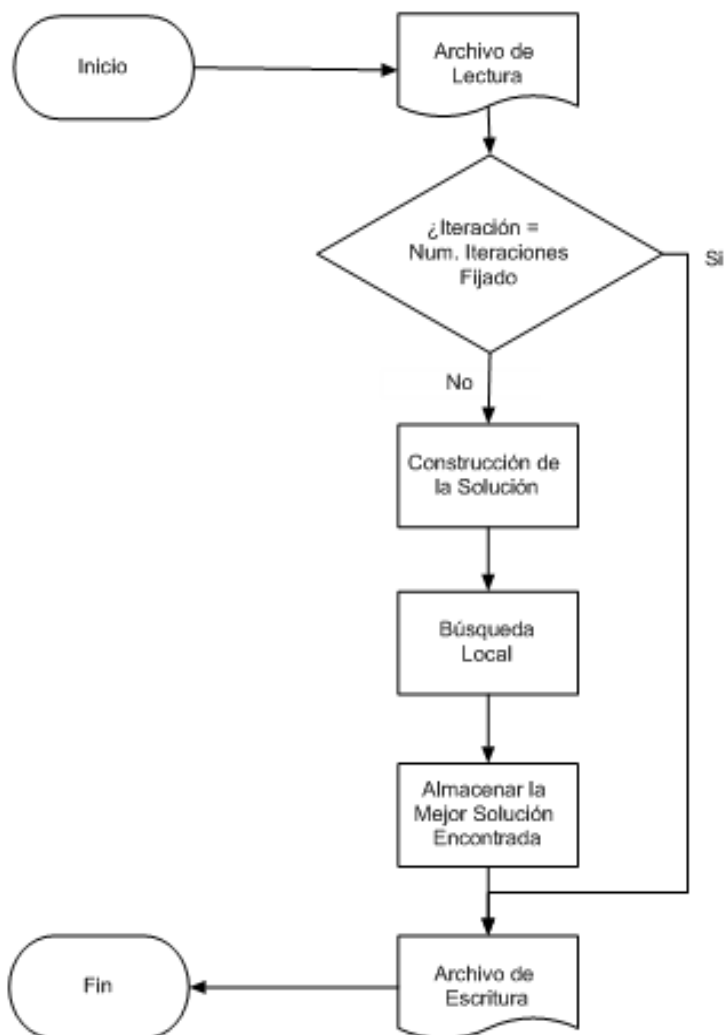 Inicio
Archivo de
Lectura
¿Iteración =
Num. Iteraciones
Fijado
Si
No
Construcción de
la Solución
Búsqueda
Local
Almacenar la
Mejor Solución
Encontrada
Fin
Archivo de
Escritura